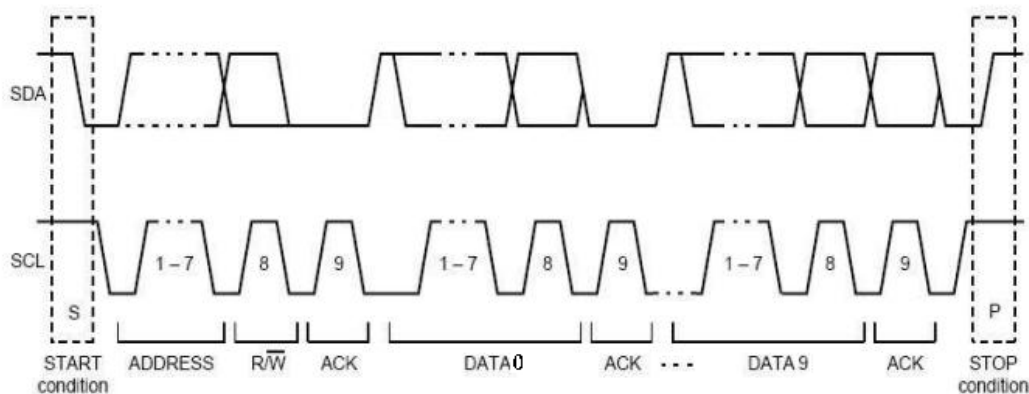 SDA
SCL
1 – 7 8 9 1 – 7 8 9 1 – 7 8 9
S P
START condition ADDRESS R/W̅ ACK DATA 0 ACK DATA 9 ACK STOP condition